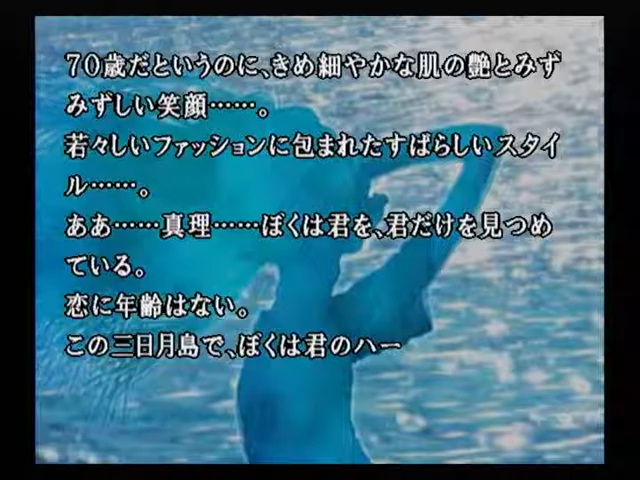 70歳だというのに、きめ細やかな肌の艶とみず
みずしい笑顔……。
若々しいファッションに包まれたすばらしいスタイ
ル……。
ああ……真理……ぼくは君を、君だけを見つめ
ている。
恋に年齢はない。
この三日月島で、ぼくは君のハー